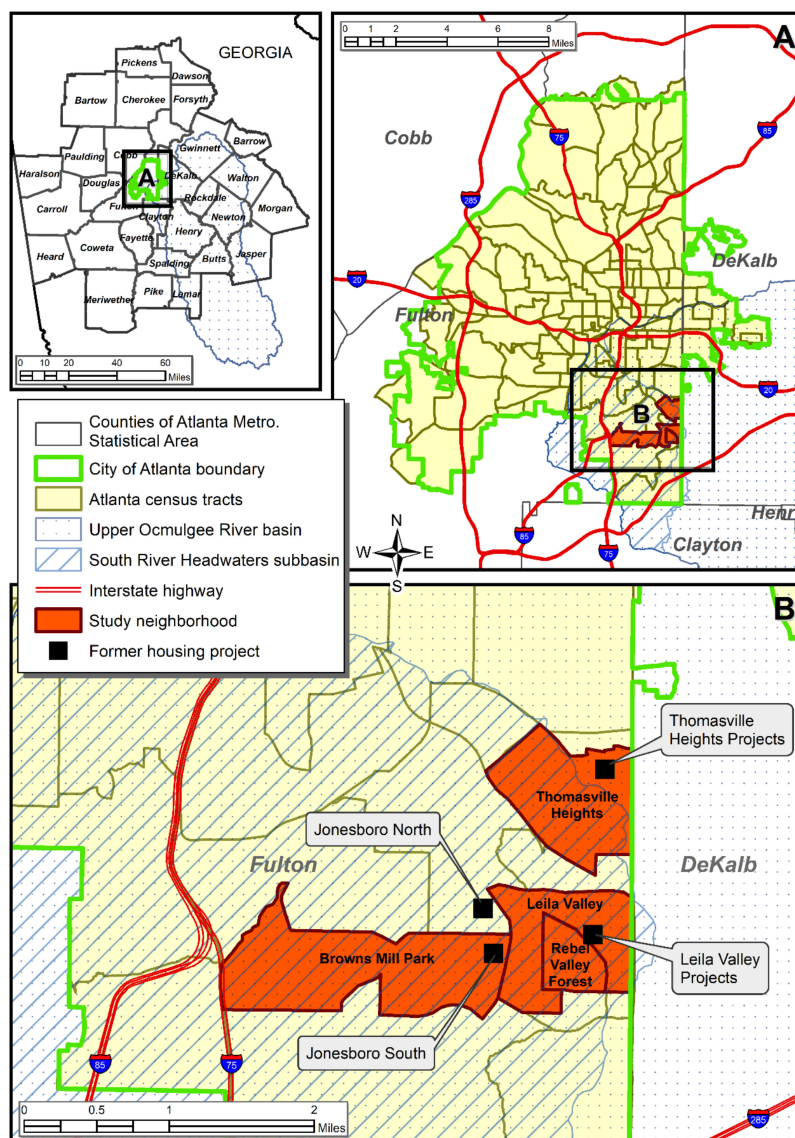 GEORGIA
Pickens
Dawson
Bartow
Cherokee
Forsyth
Barrow
Paulding
Cobb
Gwinnett
Haralson
A
DeKalb
Walton
Douglas
Rockdale
Carroll
Fulton
Clayton
Newton
Morgan
Fayette
Henry
Coweta
Heard
Spalding
Butts
Jasper
Pike
Lamar
Meriwether
0 10 20 40 60
Miles
0 1 2 4 6 8
Miles
A
Cobb
75
85
285
DeKalb
20
Fulton
B
20
85
75
Henr
Clayton
Counties of Atlanta Metro.
Statistical Area
City of Atlanta boundary
Atlanta census tracts
Upper Ocmulgee River basin
South River Headwaters subbasin
Interstate highway
Study neighborhood
Former housing project
N
W E
S
B
Thomasville
Heights Projects
Thomasville
Heights
Jonesboro North
Fulton
DeKalb
Leila Valley
Browns Mill Park
Rebel
Valley
Forest
Leila Valley
Projects
Jonesboro South
85
75
285
0 0.5 1 2
Miles